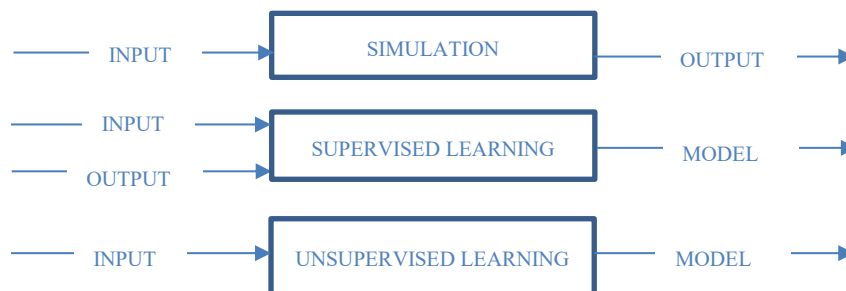 INPUT
SIMULATION
OUTPUT
INPUT
OUTPUT
SUPERVISED LEARNING
MODEL
INPUT
UNSUPERVISED LEARNING
MODEL